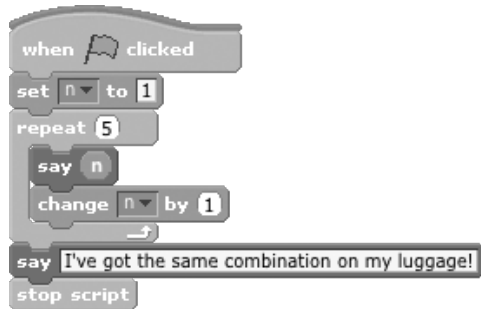 when clicked
set n to 1
repeat 5
say n
change n by 1
say I've got the same combination on my luggage!
stop script